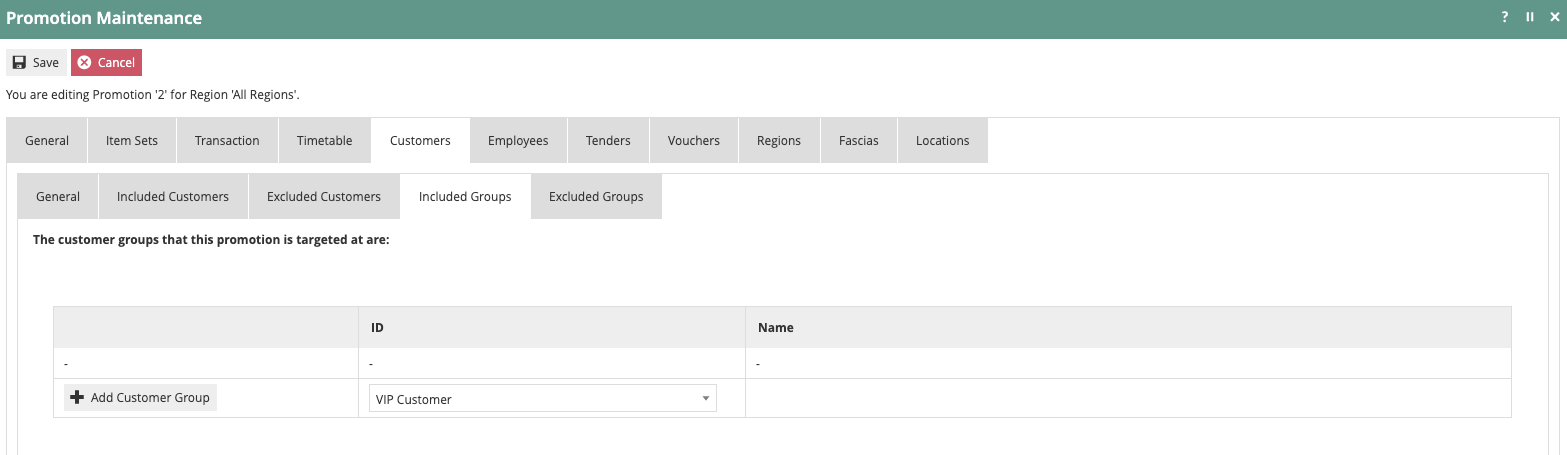 Promotion Maintenance ?
Save Cancel
You are editing Promotion '2' for Region 'All Regions'.
General Item Sets Transaction Timetable Customers Employees Tenders Vouchers Regions Fascias Locations
General Included Customers Excluded Customers Included Groups Excluded Groups
The customer groups that this promotion is targeted at are:
ID Name
- - -
Add Customer Group VIP Customer